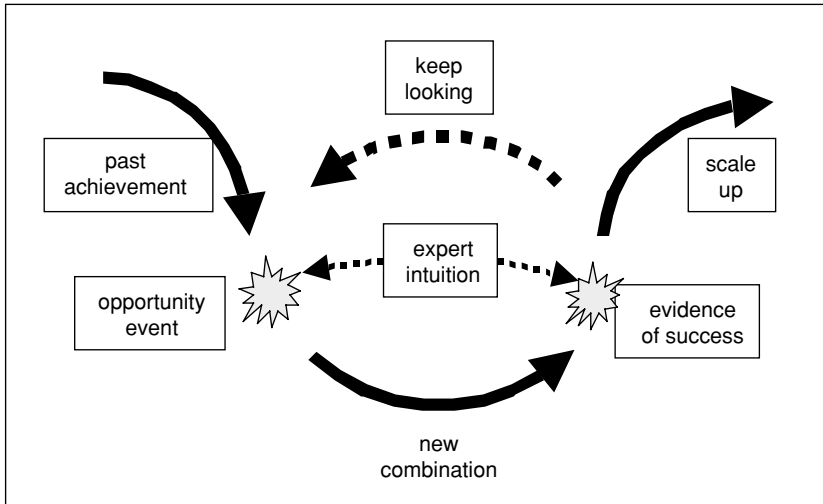 keep
looking
past
achievement
scale
up
expert
intuition
opportunity
event
evidence
of success
new
combination